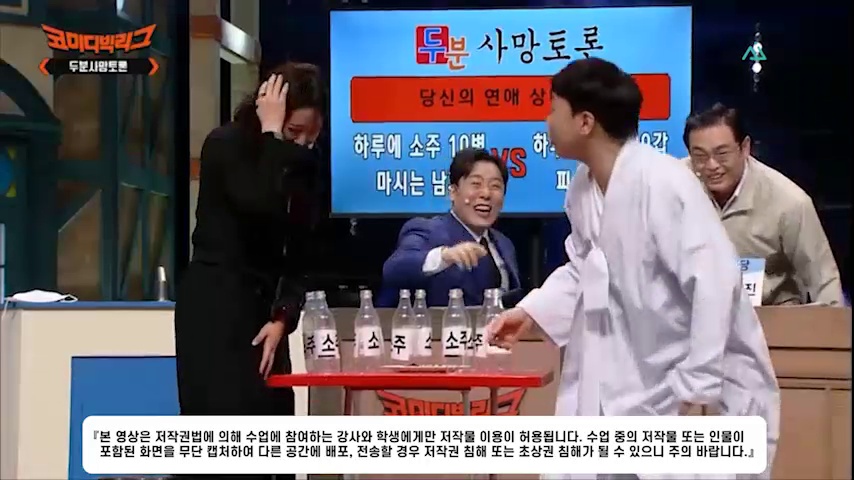 코미디빅리그
두분사망토론
두분 사망토론
당신의 연애 상
하루에 소주 10병
VS
마시는 남
소주
소
주
소
소주
코미디빅리그
『본 영상은 저작권법에 의해 수업에 참여하는 강사와 학생에게만 저작물 이용이 허용됩니다. 수업 중의 저작물 또는 인물이
포함된 화면을 무단 캡처하여 다른 공간에 배포, 전송할 경우 저작권 침해 또는 초상권 침해가 될 수 있으니 주의 바랍니다.』